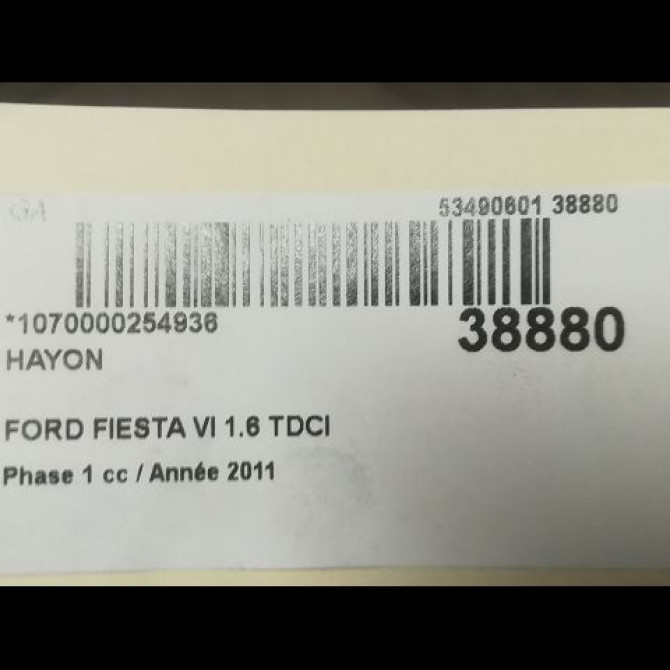 53490601 38880
*1070000254936
38880
HAYON
FORD FIESTA VI 1.6 TDCI
Phase 1 cc / Année 2011